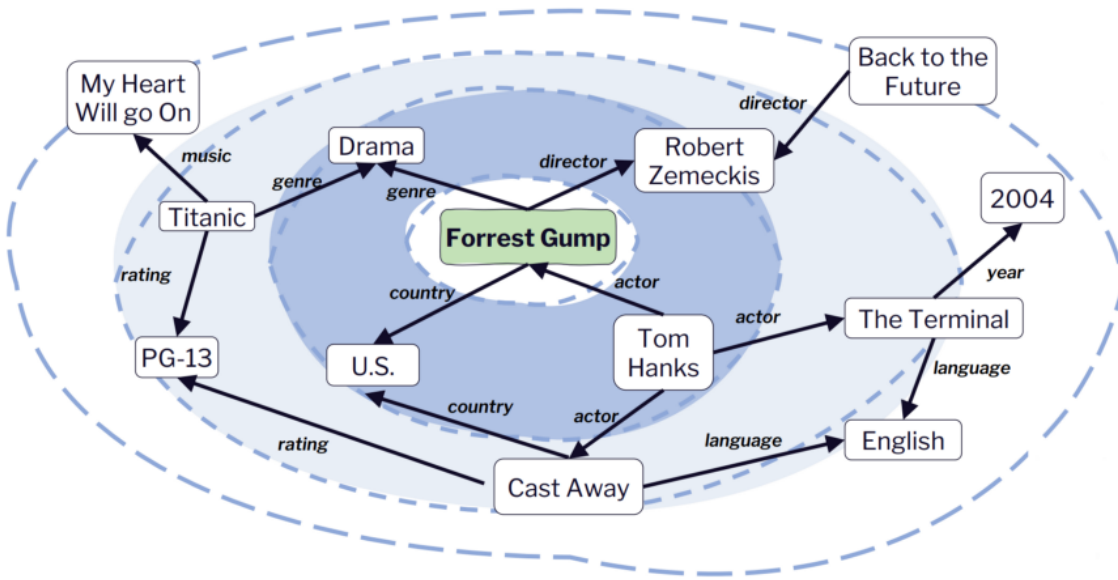 My Heart
Will go On
Back to the
Future
director
music
Drama
director
Robert
Zemeckis
genre
genre
2004
Titanic
Forrest Gump
rating
country
actor
year
actor
The Terminal
PG-13
U.S.
Tom
Hanks
language
country
actor
rating
language
English
Cast Away